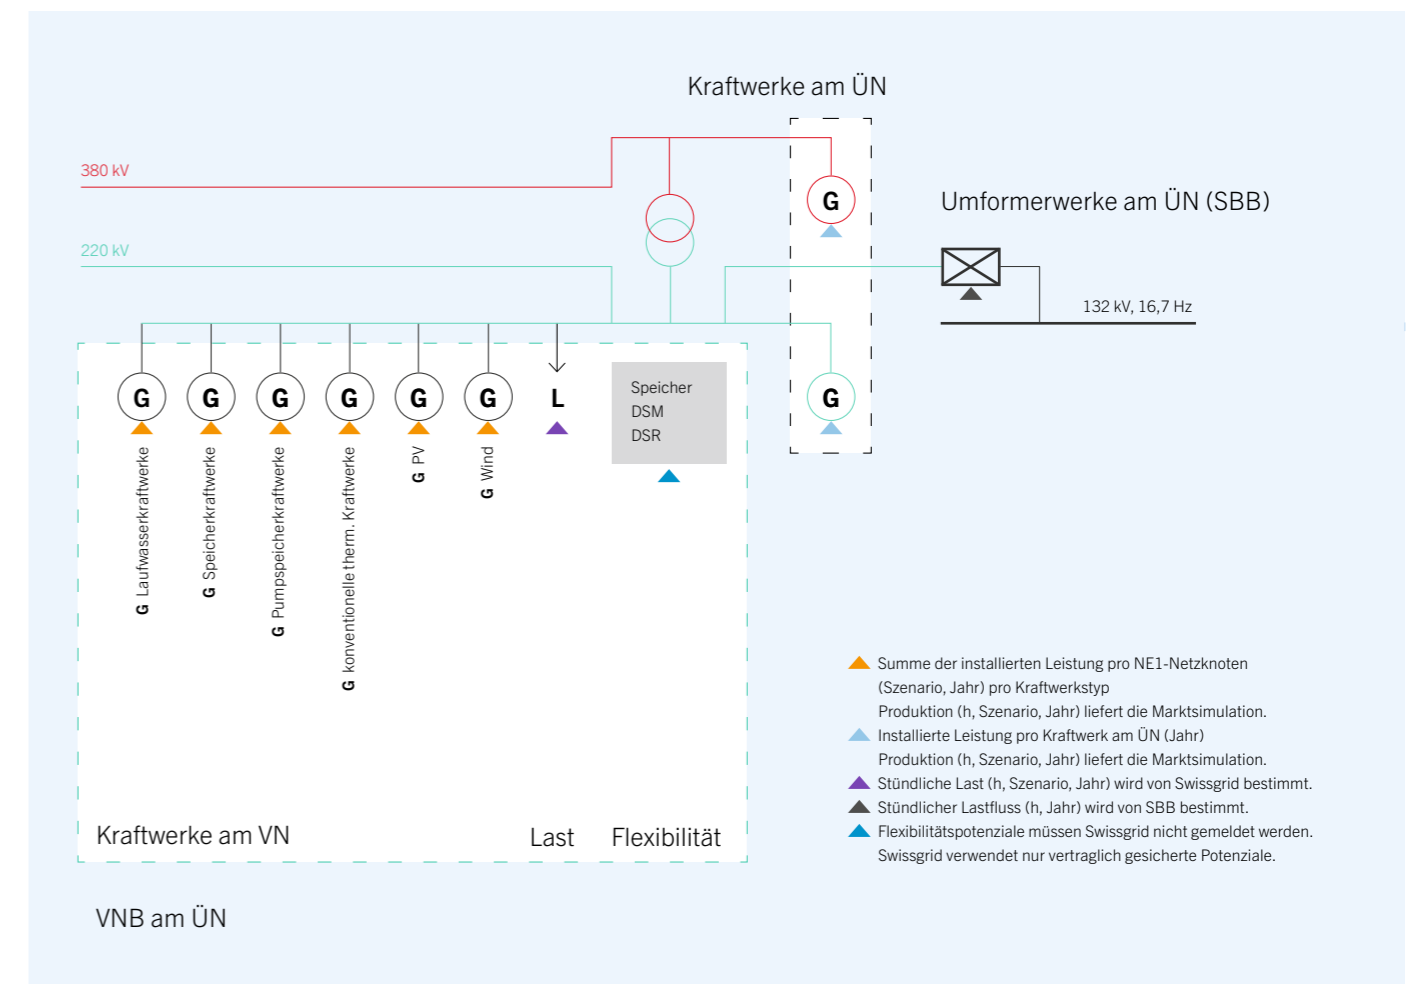 Kraftwerke am ÜN
380 kV
Umformerwerke am ÜN (SBB)
220 kV
132 kV, 16,7 Hz
G
G
G
G
G
G
G
L
G
Speicher
DSM
DSR
G Laufwasserkraftwerke
G Speicherkraftwerke
G Pumpspeicherkraftwerke
G konventionelle therm. Kraftwerke
G PV
G Wind
Summe der installierten Leistung pro NE1-Netzknoten
(Szenario, Jahr) pro Kraftwerkstyp
Produktion (h, Szenario, Jahr) liefert die Marktsimulation.
Installierte Leistung pro Kraftwerk am ÜN (Jahr)
Produktion (h, Szenario, Jahr) liefert die Marktsimulation.
Stündliche Last (h, Szenario, Jahr) wird von Swissgrid bestimmt.
Stündlicher Lastfluss (h, Jahr) wird von SBB bestimmt.
Flexibilitätspotenziale müssen Swissgrid nicht gemeldet werden.
Swissgrid verwendet nur vertraglich gesicherte Potenziale.
Kraftwerke am VN
Last
Flexibilität
VNB am ÜN